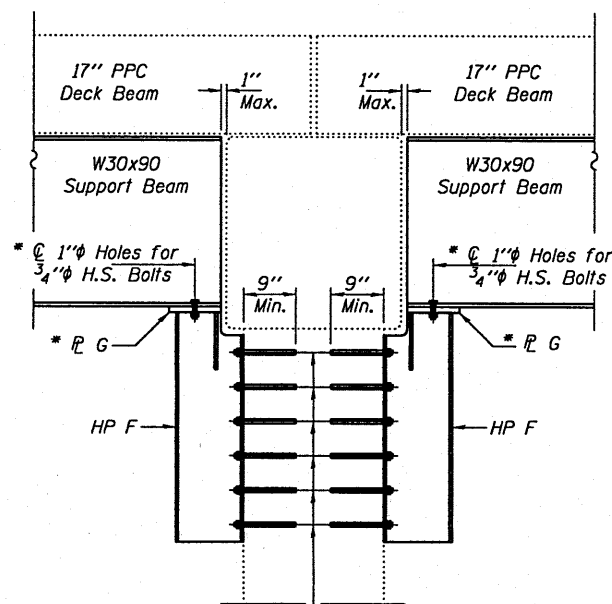 17" PPC
Deck Beam
1"
Max.
1"
Max.
17" PPC
Deck Beam
W30x90
Support Beam
W30x90
Support Beam
* ℄ 1"ϕ Holes for
3/4"ϕ H.S. Bolts
9"
Min.
9"
Min.
* ℄ 1"ϕ Holes for
3/4"ϕ H.S. Bolts
* ⅊ G
* ⅊ G
HP F
HP F